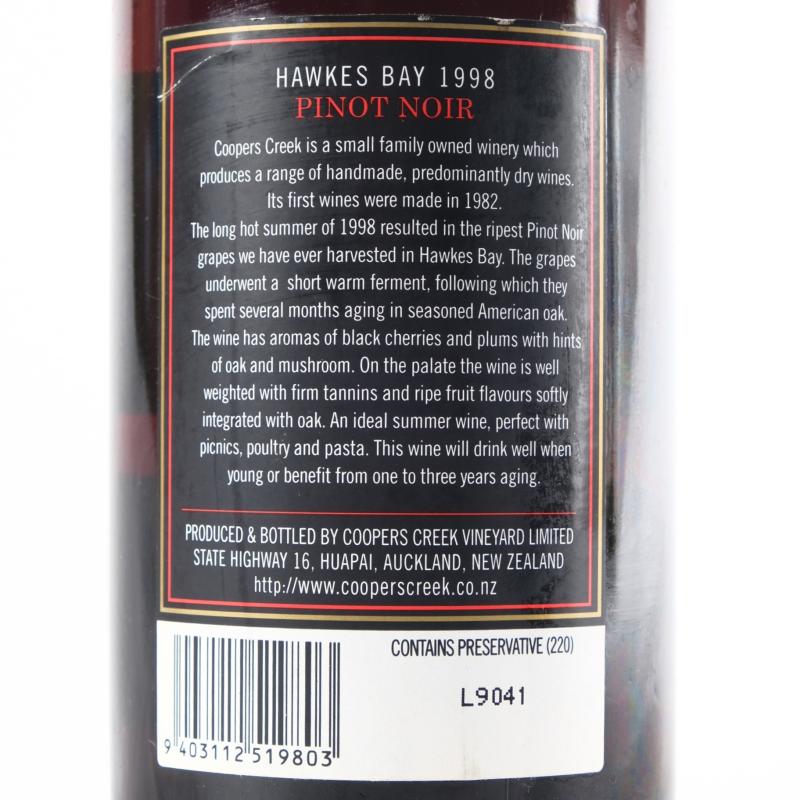 HAWKES BAY 1998
PINOT NOIR
Coopers Creek is a small family owned winery which
produces a range of handmade, predominantly dry wines.
Its first wines were made in 1982.
The long hot summer of 1998 resulted in the ripest Pinot Noir
grapes we have ever harvested in Hawkes Bay. The grapes
underwent a short warm ferment, following which they
spent several months aging in seasoned American oak.
The wine has aromas of black cherries and plums with hints
of oak and mushroom. On the palate the wine is well
weighted with firm tannins and ripe fruit flavours softly
integrated with oak. An ideal summer wine, perfect with
picnics, poultry and pasta. This wine will drink well when
young or benefit from one to three years aging.
PRODUCED & BOTTLED BY COOPERS CREEK VINEYARD LIMITED
STATE HIGHWAY 16, HUAPAI, AUCKLAND, NEW ZEALAND
http://www.cooperscreek.co.nz
CONTAINS PRESERVATIVE (220)
L9041
9 403112 519803